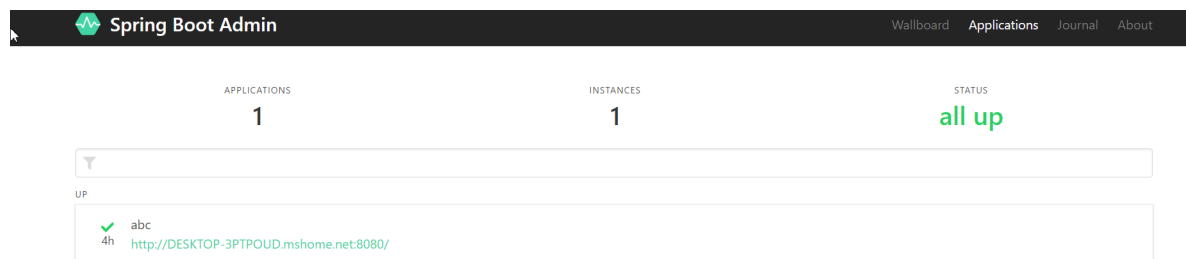 Spring Boot Admin Wallboard Applications Journal About
APPLICATIONS INSTANCES STATUS
1 1 all up
UP
abc
4h http://DESKTOP-3PTPOUD.mshome.net:8080/